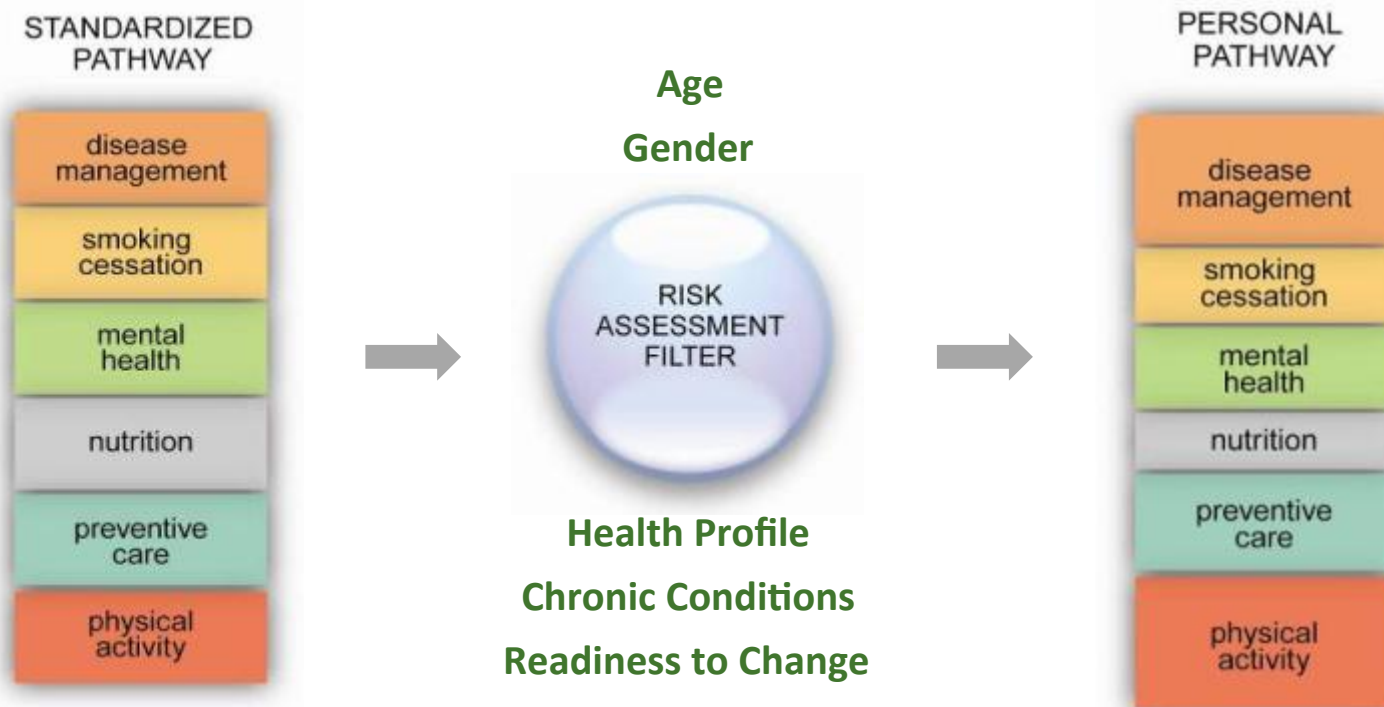 STANDARDIZED
PATHWAY
disease
management
smoking
cessation
mental
health
nutrition
preventive
care
physical
activity
Age
Gender
RISK
ASSESSMENT
FILTER
Health Profile
Chronic Conditions
Readiness to Change
PERSONAL
PATHWAY
disease
management
smoking
cessation
mental
health
nutrition
preventive
care
physical
activity